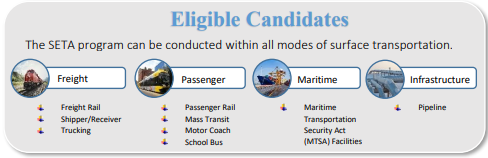 Eligible Candidates
The SETA program can be conducted within all modes of surface transportation.
Freight
Freight Rail
Shipper/Receiver
Trucking
Passenger
Passenger Rail
Mass Transit
Motor Coach
School Bus
Maritime
Maritime
Transportation
Security Act
(MTSA) Facilities
Infrastructure
Pipeline